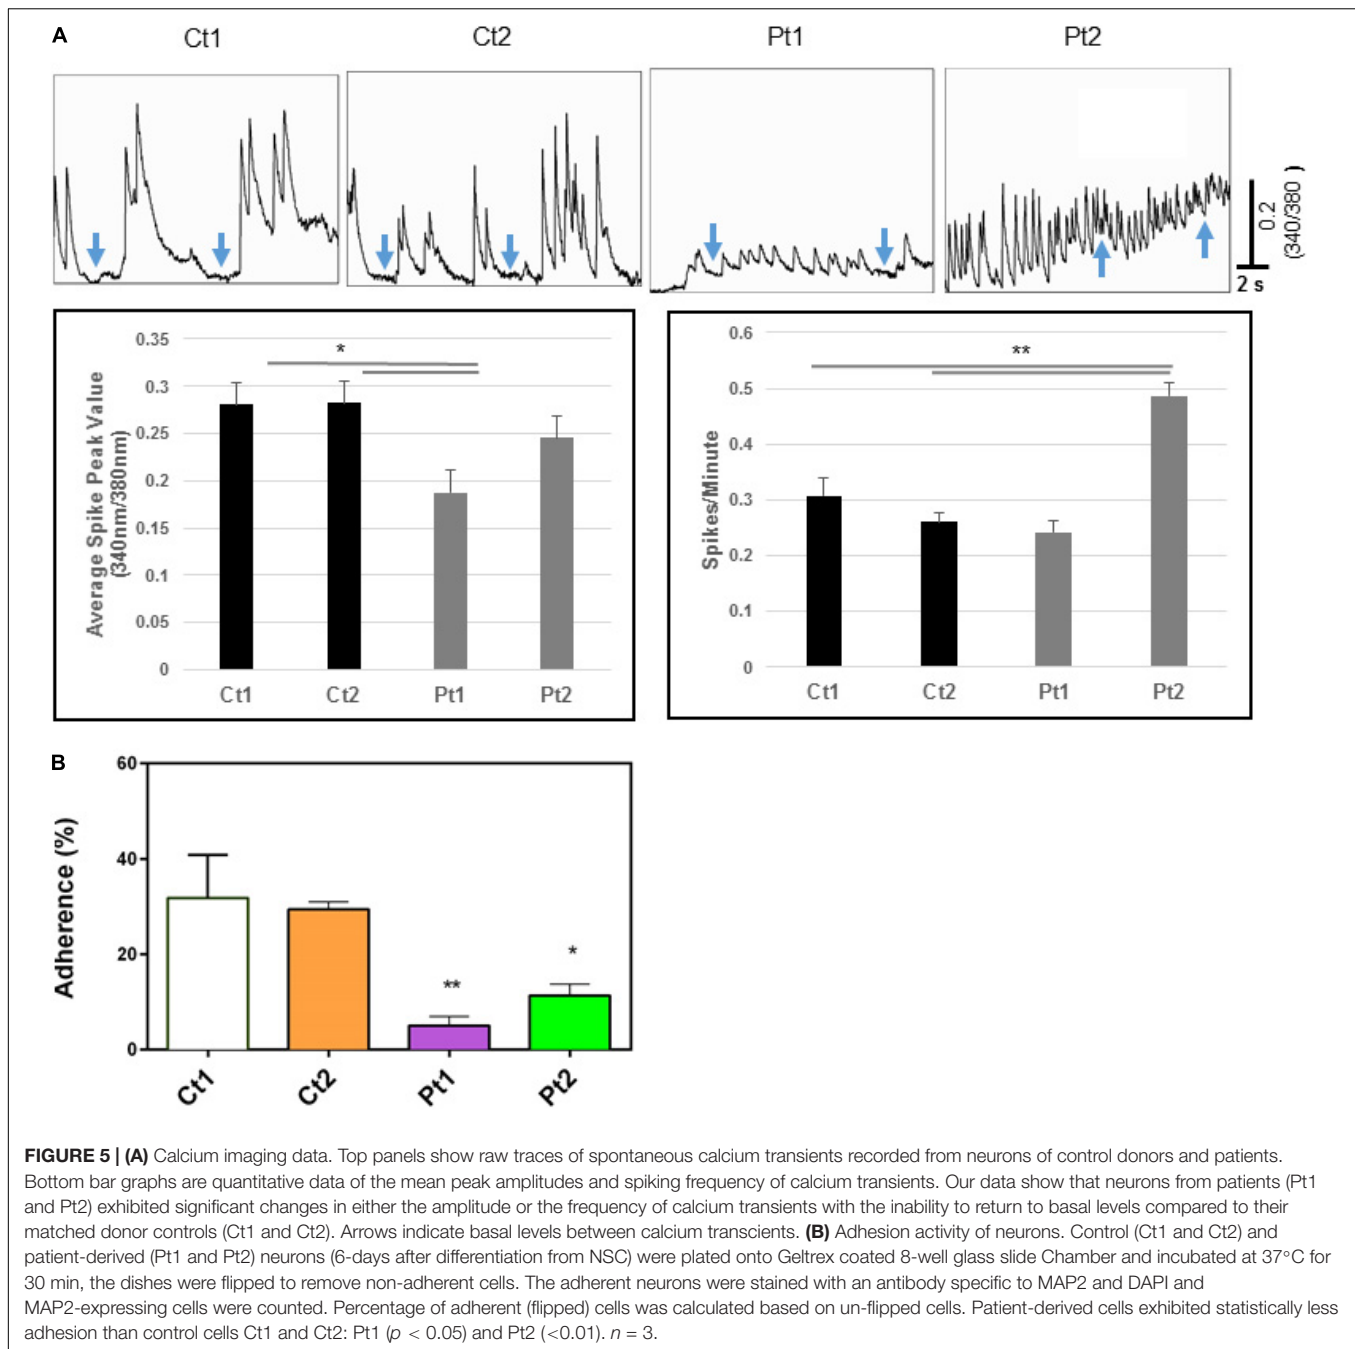 A
Ct1 Ct2 Pt1 Pt2
0.2
(340/380)
2 s
Average Spike Peak Value
(340nm/380nm)
0.35
0.3
0.25
0.2
0.15
0.1
0.05
0
*
Ct1 Ct2 Pt1 Pt2
Spikes/Minute
0.6
0.5
0.4
0.3
0.2
0.1
0
**
Ct1 Ct2 Pt1 Pt2
B
Adherence (%)
60
40
20
0
** *
Ct1 Ct2 Pt1 Pt2
FIGURE 5 | (A) Calcium imaging data. Top panels show raw traces of spontaneous calcium transients recorded from neurons of control donors and patients.
Bottom bar graphs are quantitative data of the mean peak amplitudes and spiking frequency of calcium transients. Our data show that neurons from patients (Pt1
and Pt2) exhibited significant changes in either the amplitude or the frequency of calcium transients with the inability to return to basal levels compared to their
matched donor controls (Ct1 and Ct2). Arrows indicate basal levels between calcium transcients. (B) Adhesion activity of neurons. Control (Ct1 and Ct2) and
patient-derived (Pt1 and Pt2) neurons (6-days after differentiation from NSC) were plated onto Geltrex coated 8-well glass slide Chamber and incubated at 37°C for
30 min, the dishes were flipped to remove non-adherent cells. The adherent neurons were stained with an antibody specific to MAP2 and DAPI and
MAP2-expressing cells were counted. Percentage of adherent (flipped) cells was calculated based on un-flipped cells. Patient-derived cells exhibited statistically less
adhesion than control cells Ct1 and Ct2: Pt1 (p < 0.05) and Pt2 (<0.01). n = 3.